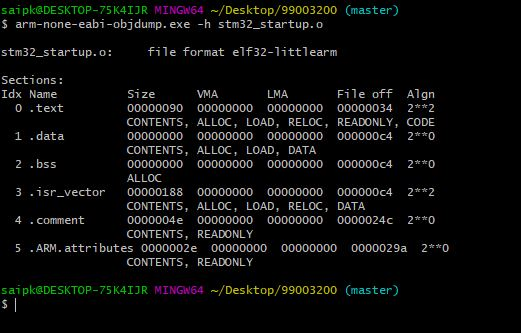 saipk@DESKTOP-75K4IJR MINGW64 ~/Desktop/99003200 (master)
$ arm-none-eabi-objdump.exe -h stm32_startup.o

stm32_startup.o:     file format elf32-littlearm

Sections:
Idx Name          Size      VMA       LMA       File off  Algn
  0 .text         00000090  00000000  00000000  00000034  2**2
                  CONTENTS, ALLOC, LOAD, RELOC, READONLY, CODE
  1 .data         00000000  00000000  00000000  000000c4  2**0
                  CONTENTS, ALLOC, LOAD, DATA
  2 .bss          00000000  00000000  00000000  000000c4  2**0
                  ALLOC
  3 .isr_vector   00000188  00000000  00000000  000000c4  2**2
                  CONTENTS, ALLOC, LOAD, RELOC, DATA
  4 .comment      0000004e  00000000  00000000  0000024c  2**0
                  CONTENTS, READONLY
  5 .ARM.attributes 0000002e  00000000  00000000  0000029a  2**0
                  CONTENTS, READONLY

saipk@DESKTOP-75K4IJR MINGW64 ~/Desktop/99003200 (master)
$